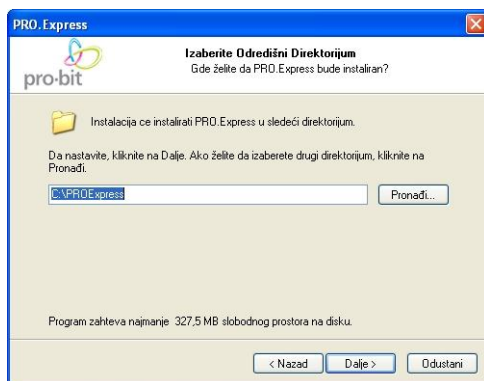 PRO.Express
pro·bit
Izaberite Odredišni Direktorijum
Gde želite da PRO.Express bude instaliran?
Instalacija ce instalirati PRO.Express u sledeći direktorijum.
Da nastavite, kliknite na Dalje. Ako želite da izaberete drugi direktorijum, kliknite na
Pronađi.
C:\PROExpress
Pronađi...
Program zahteva najmanje 327,5 MB slobodnog prostora na disku.
< Nazad
Dalje >
Odustani